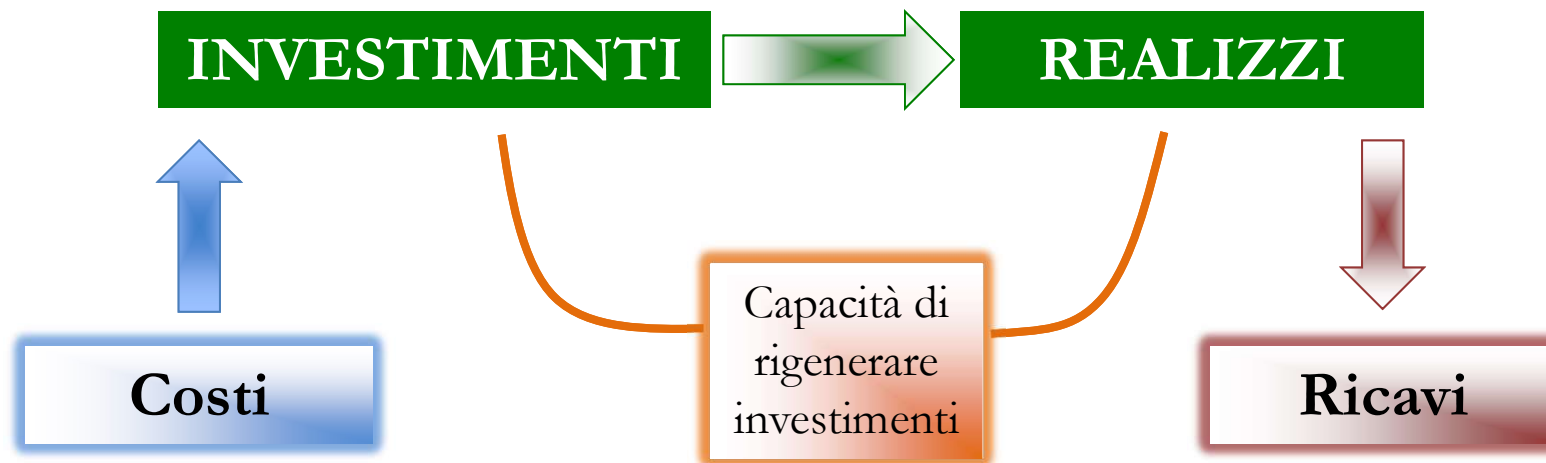 INVESTIMENTI
REALIZZI
Capacità di
rigenerare
investimenti
Costi
Ricavi